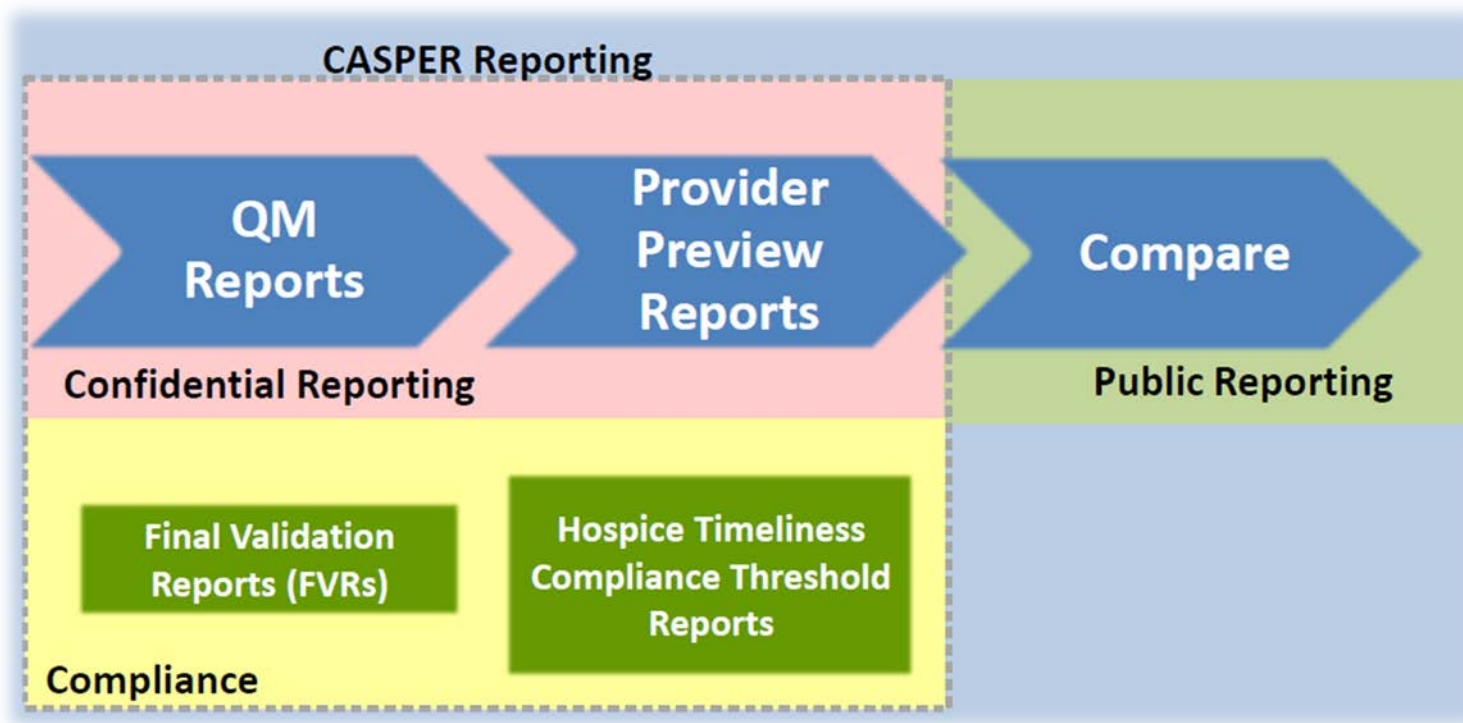 CASPER Reporting
QM
Reports
Provider
Preview
Reports
Compare
Confidential Reporting
Public Reporting
Final Validation
Reports (FVRs)
Hospice Timeliness
Compliance Threshold
Reports
Compliance